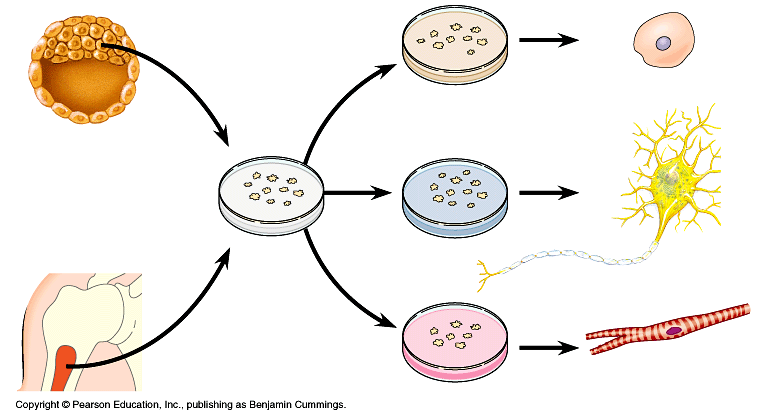 Copyright © Pearson Education, Inc., publishing as Benjamin Cummings.